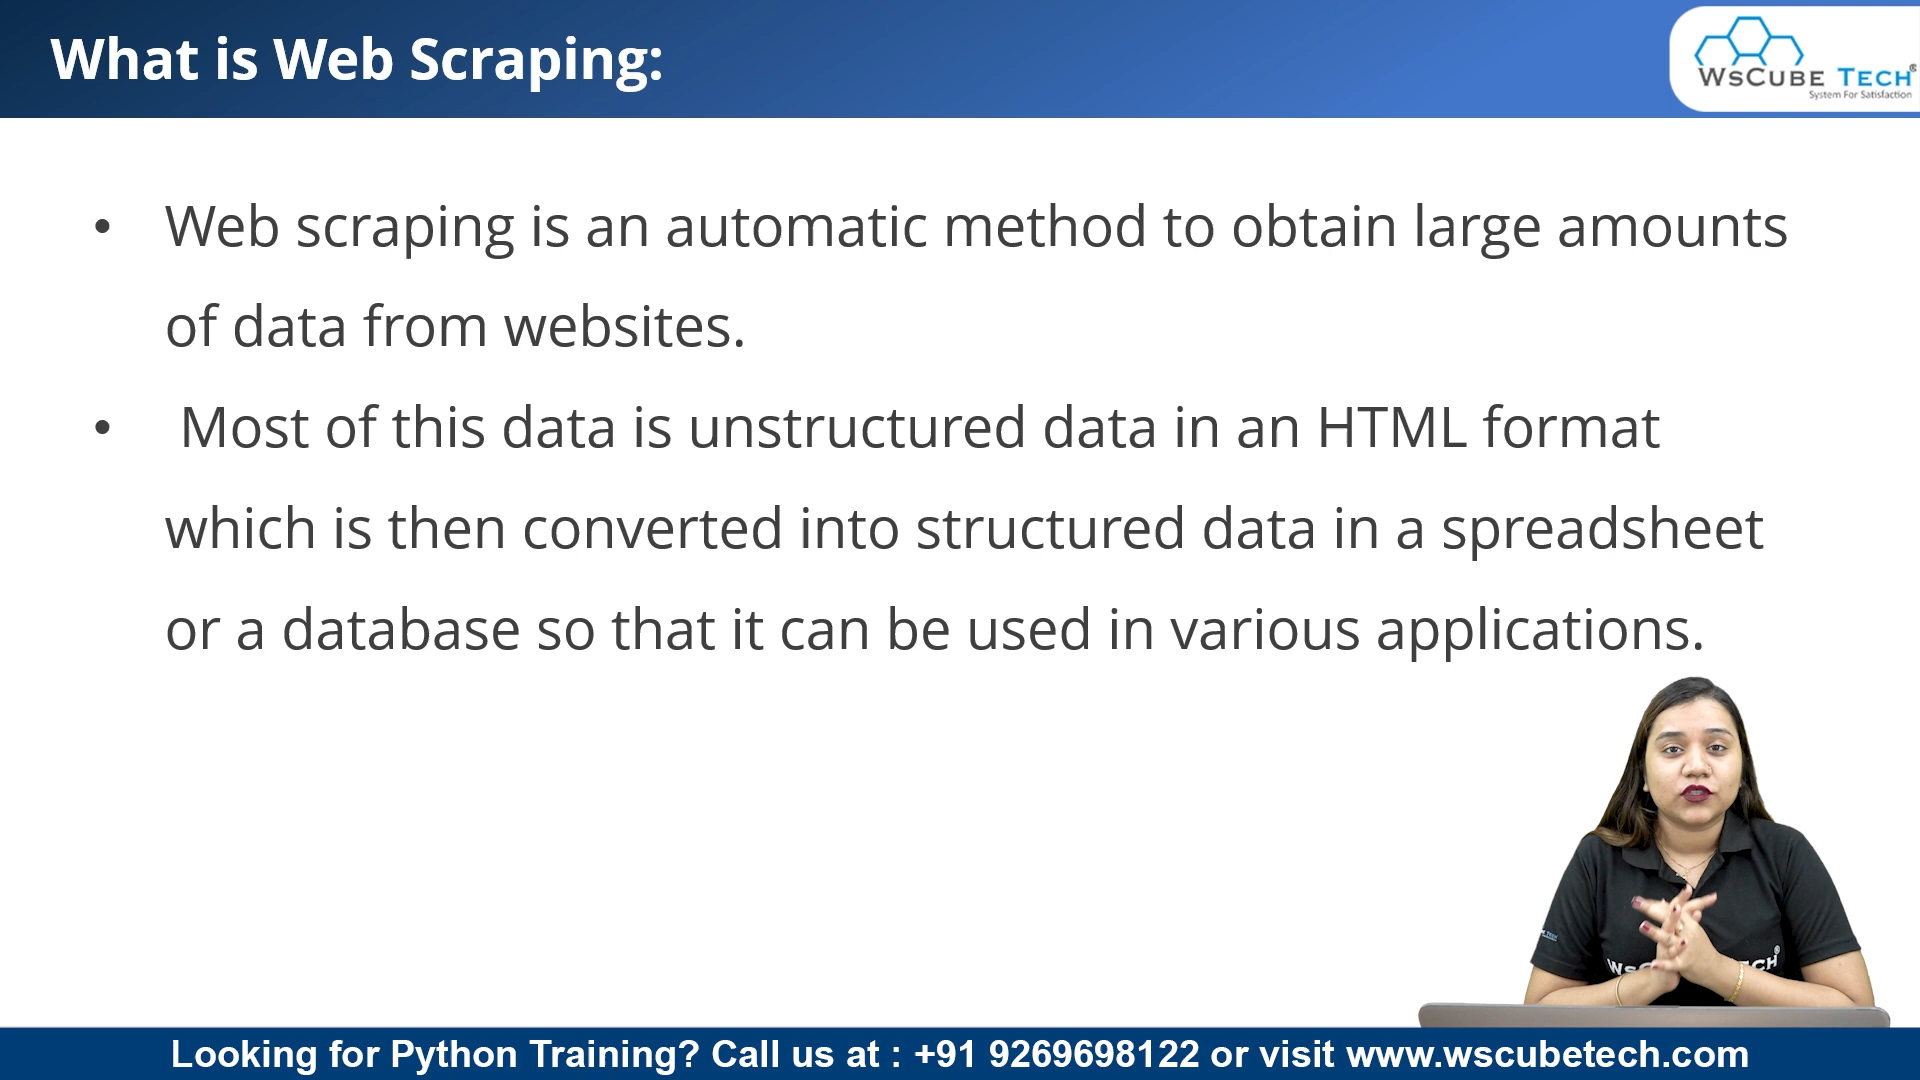 What is Web Scraping:
WSCUBE TECH
System For Satisfaction
• Web scraping is an automatic method to obtain large amounts
of data from websites.
• Most of this data is unstructured data in an HTML format
which is then converted into structured data in a spreadsheet
or a database so that it can be used in various applications.
Looking for Python Training? Call us at : +91 9269698122 or visit www.wscubetech.com